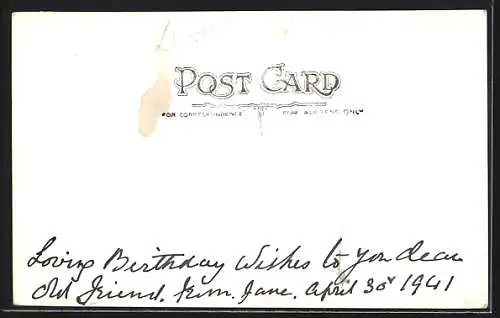 POST CARD
FOR CORRESPONDENCE
FOR ADDRESS ONLY
Loving Birthday Wishes to you dear
Old Friend. from. Jane. April 30th 1941